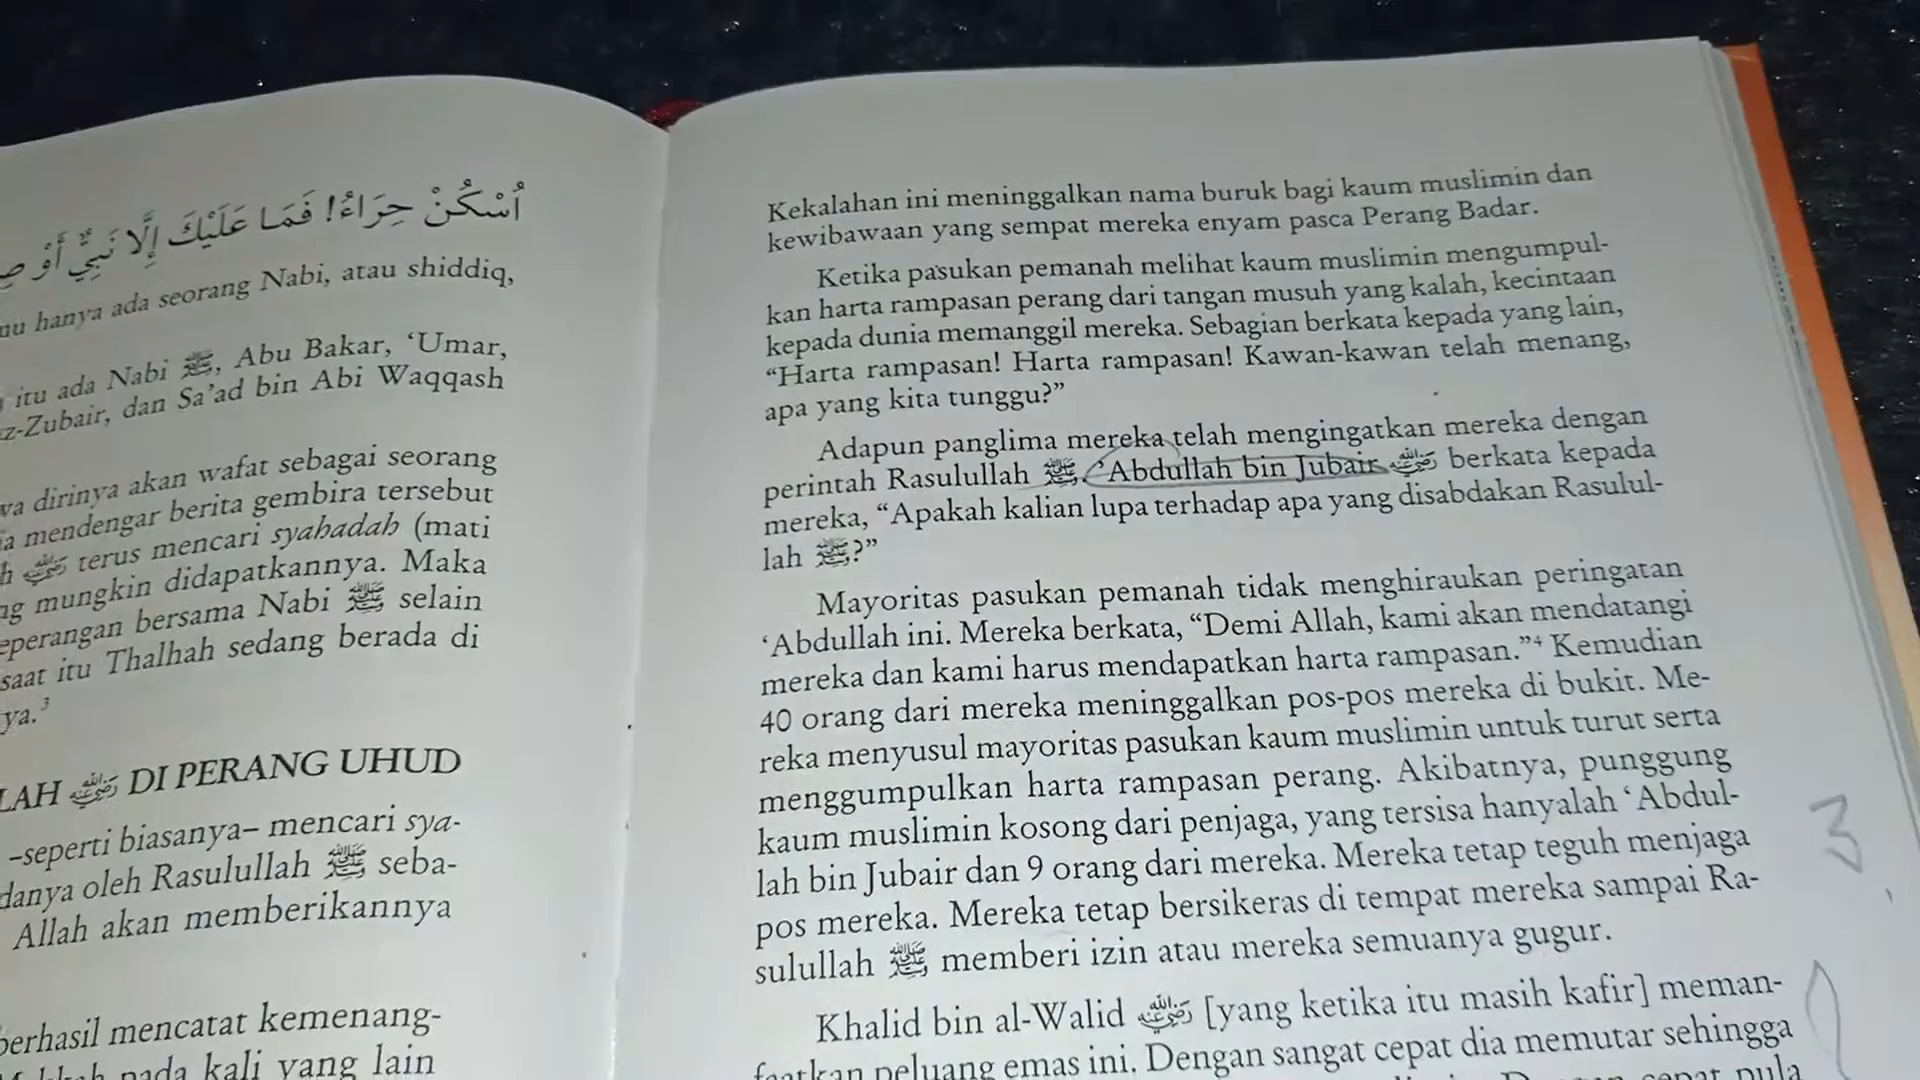 اُسْكُنْ حِرَاءُ! فَمَا عَلَيْكَ إِلَّا نَبِيٌّ أَوْ
hanya ada seorang Nabi, atau shiddiq,
itu ada Nabi ﷺ, Abu Bakar, ‘Umar,
z-Zubair, dan Sa’ad bin Abi Waqqash
dirinya akan wafat sebagai seorang
mendengar berita gembira tersebut
terus mencari syahadah (mati
mungkin didapatkannya. Maka
eperangan bersama Nabi ﷺ selain
saat itu Thalhah sedang berada di
ya.³
LAH رضي الله عنه DI PERANG UHUD
–seperti biasanya– mencari sya-
danya oleh Rasulullah ﷺ seba-
Allah akan memberikannya
berhasil mencatat kemenang-
pada kali yang lain
Kekalahan ini meninggalkan nama buruk bagi kaum muslimin dan
kewibawaan yang sempat mereka enyam pasca Perang Badar.
Ketika pasukan pemanah melihat kaum muslimin mengumpul-
kan harta rampasan perang dari tangan musuh yang kalah, kecintaan
kepada dunia memanggil mereka. Sebagian berkata kepada yang lain,
“Harta rampasan! Harta rampasan! Kawan-kawan telah menang,
apa yang kita tunggu?”
Adapun panglima mereka telah mengingatkan mereka dengan
perintah Rasulullah ﷺ. ‘Abdullah bin Jubair رضي الله عنه berkata kepada
mereka, “Apakah kalian lupa terhadap apa yang disabdakan Rasulul-
lah ﷺ?”
Mayoritas pasukan pemanah tidak menghiraukan peringatan
‘Abdullah ini. Mereka berkata, “Demi Allah, kami akan mendatangi
mereka dan kami harus mendapatkan harta rampasan.”⁴ Kemudian
40 orang dari mereka meninggalkan pos-pos mereka di bukit. Me-
reka menyusul mayoritas pasukan kaum muslimin untuk turut serta
menggumpulkan harta rampasan perang. Akibatnya, punggung
kaum muslimin kosong dari penjaga, yang tersisa hanyalah ‘Abdul-
lah bin Jubair dan 9 orang dari mereka. Mereka tetap teguh menjaga
pos mereka. Mereka tetap bersikeras di tempat mereka sampai Ra-
sulullah ﷺ memberi izin atau mereka semuanya gugur.
Khalid bin al-Walid رضي الله عنه [yang ketika itu masih kafir] meman-
faatkan peluang emas ini. Dengan sangat cepat dia memutar sehingga
3